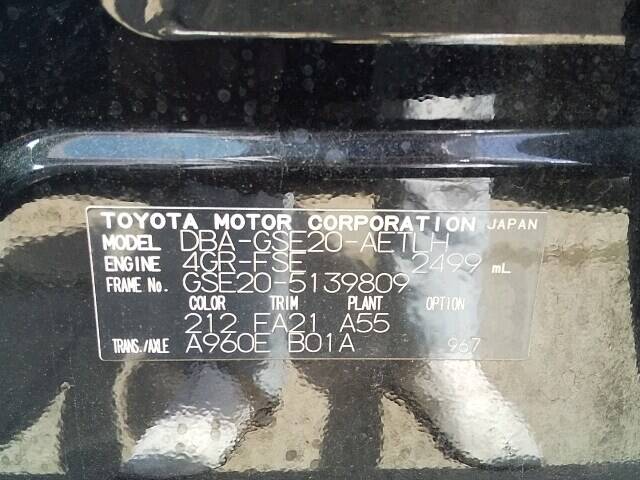 TOYOTA MOTOR CORPORATION JAPAN
MODEL DBA-GSE20-AETLH
ENGINE 4GR-FSE 2499 mL
FRAME No. GSE20-5139809
COLOR TRIM PLANT OPTION
212 FA21 A55
TRANS./AXLE A960E B01A 967